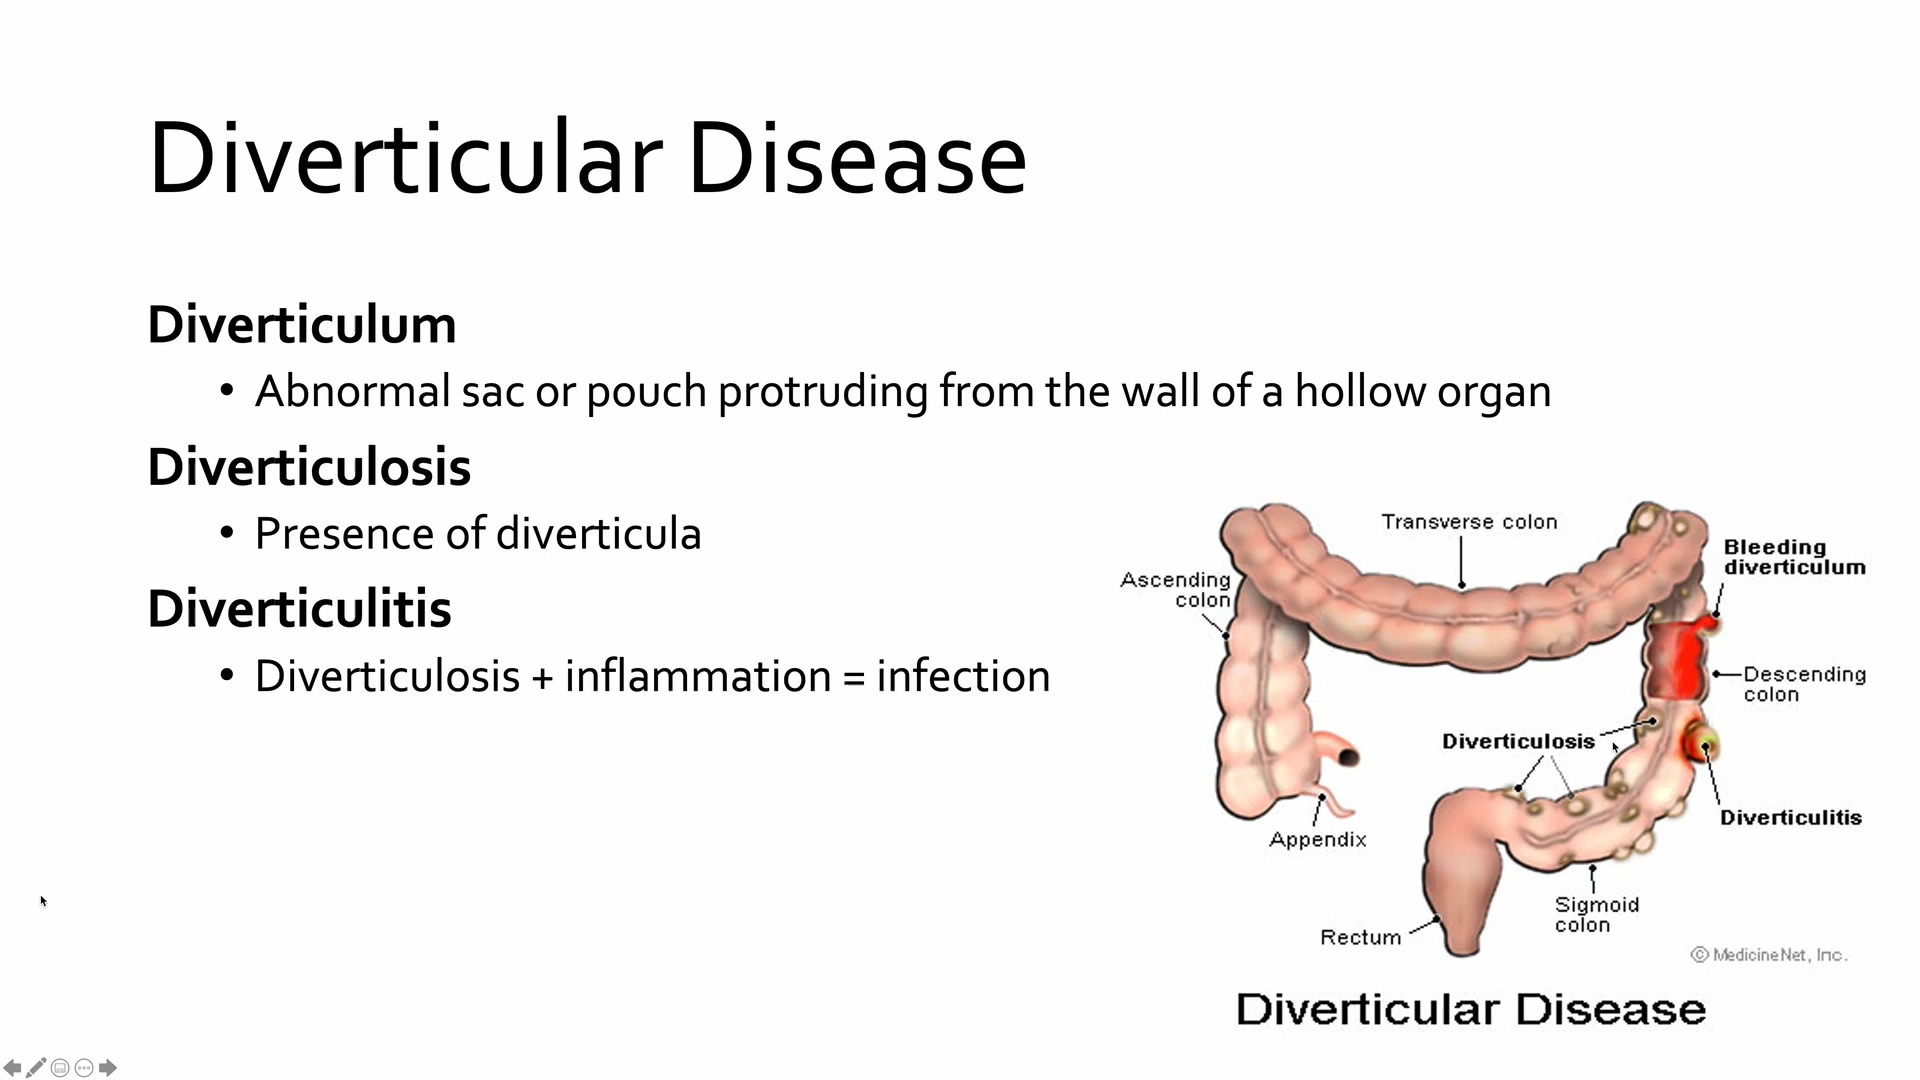 Diverticular Disease
Diverticulum
• Abnormal sac or pouch protruding from the wall of a hollow organ
Diverticulosis
• Presence of diverticula
Diverticulitis
• Diverticulosis + inflammation = infection
Transverse colon
Bleeding
diverticulum
Ascending
colon
Descending
colon
Diverticulosis
Diverticulitis
Appendix
Sigmoid
colon
Rectum
© MedicineNet, Inc.
Diverticular Disease